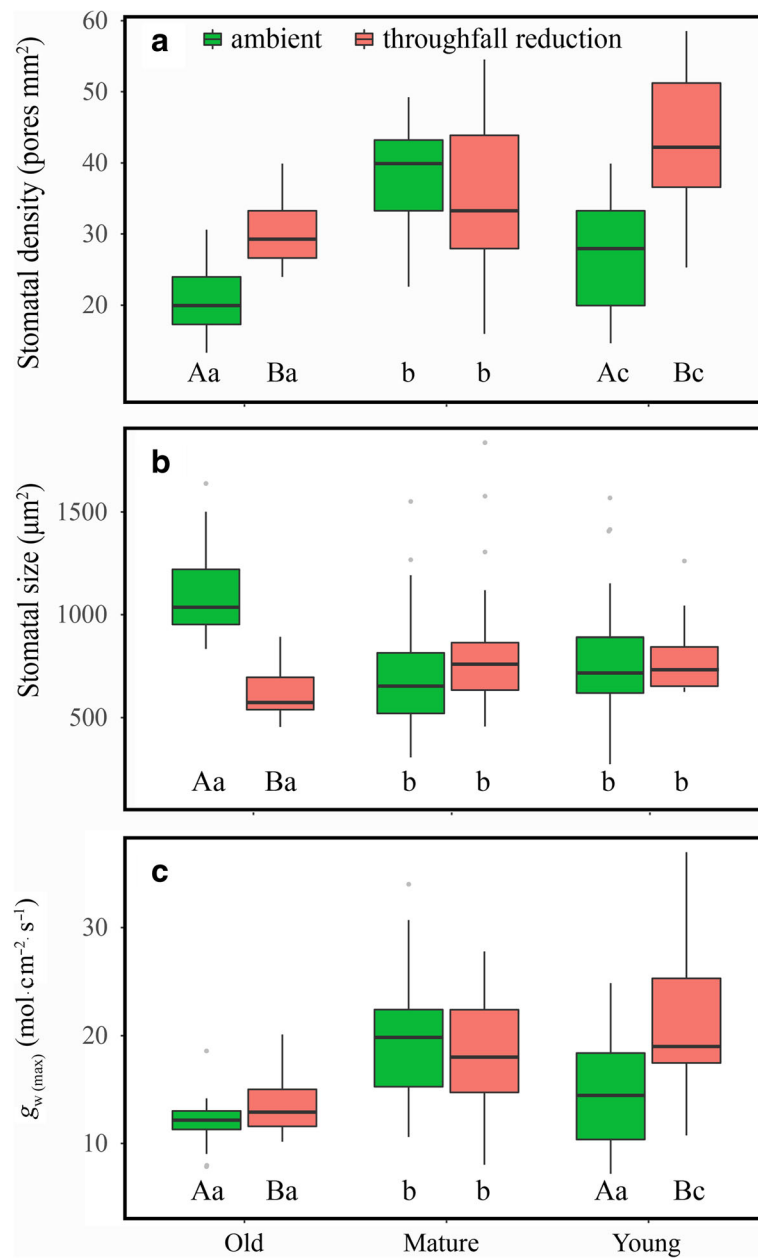 a ambient throughfall reduction
Stomatal density (pores mm²)
60
50
40
30
20
Aa Ba b b Ac Bc
b
Stomatal size (µm²)
1500
1000
500
Aa Ba b b b b
c
g w (max) (mol·cm⁻²· s⁻¹)
30
20
10
Aa Ba b b Aa Bc
Old Mature Young